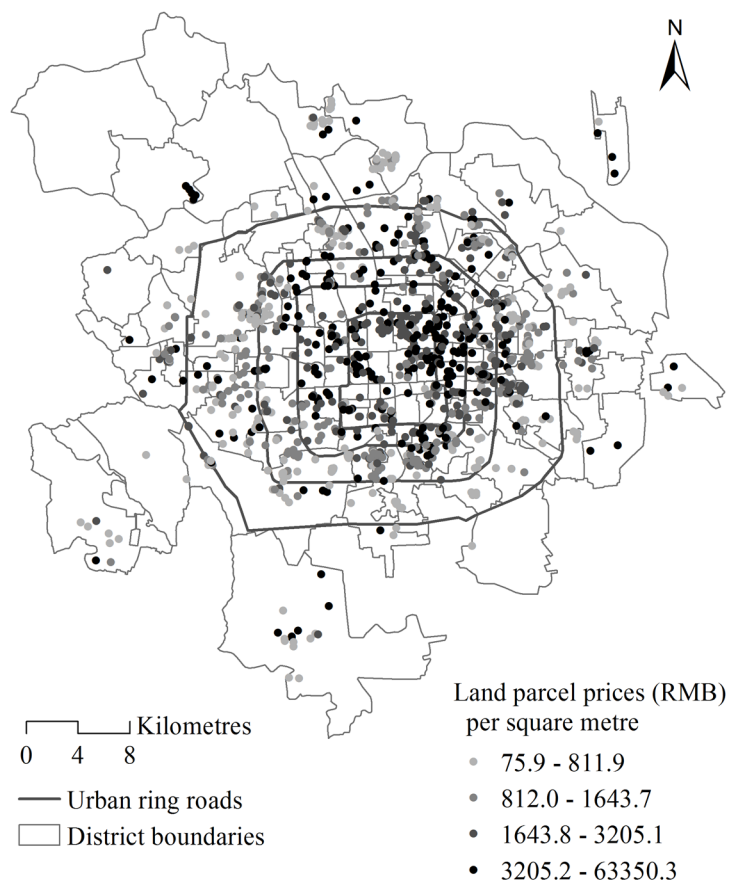 N
Land parcel prices (RMB)
per square metre
Kilometres
0 4 8
75.9 - 811.9
Urban ring roads
812.0 - 1643.7
District boundaries
1643.8 - 3205.1
3205.2 - 63350.3